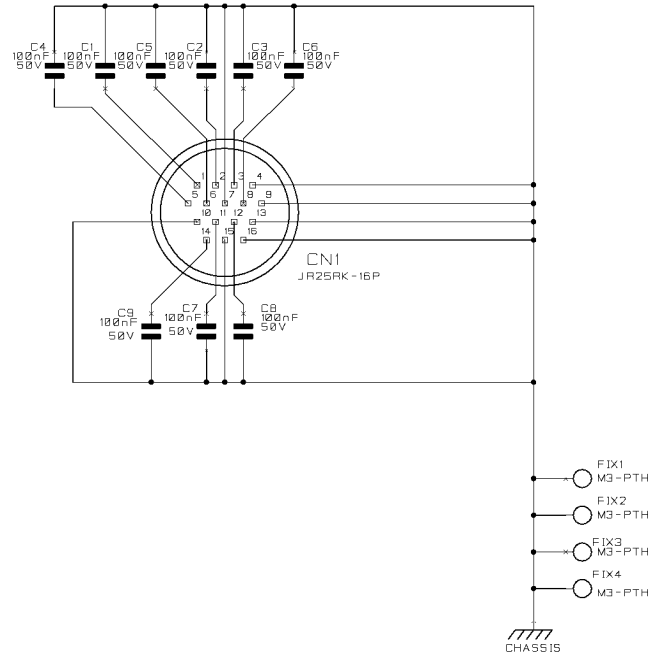 C4 C1 C5 C2 C3 C6
100nF 100nF 100nF 100nF 100nF 100nF
50V 50V 50V 50V 50V 50V
1 2 3 4
5 6 7 8 9
10 11 12 13
14 15 16
CN1
JR25RK-16P
C9 C7 C8
100nF 100nF 100nF
50V 50V 50V
FIX1
M3-PTH
FIX2
M3-PTH
FIX3
M3-PTH
FIX4
M3-PTH
CHASSIS